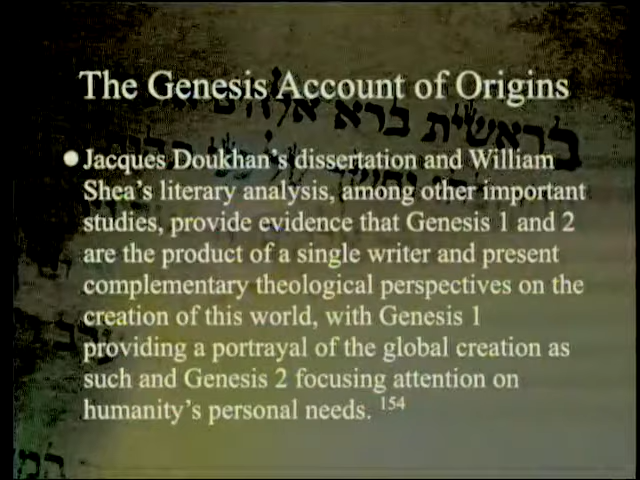 The Genesis Account of Origins
בראשית ברא אלהים
Jacques Doukhan's dissertation and William
Shea's literary analysis, among other important
studies, provide evidence that Genesis 1 and 2
are the product of a single writer and present
complementary theological perspectives on the
creation of this world, with Genesis 1
providing a portrayal of the global creation as
such and Genesis 2 focusing attention on
humanity's personal needs. 154